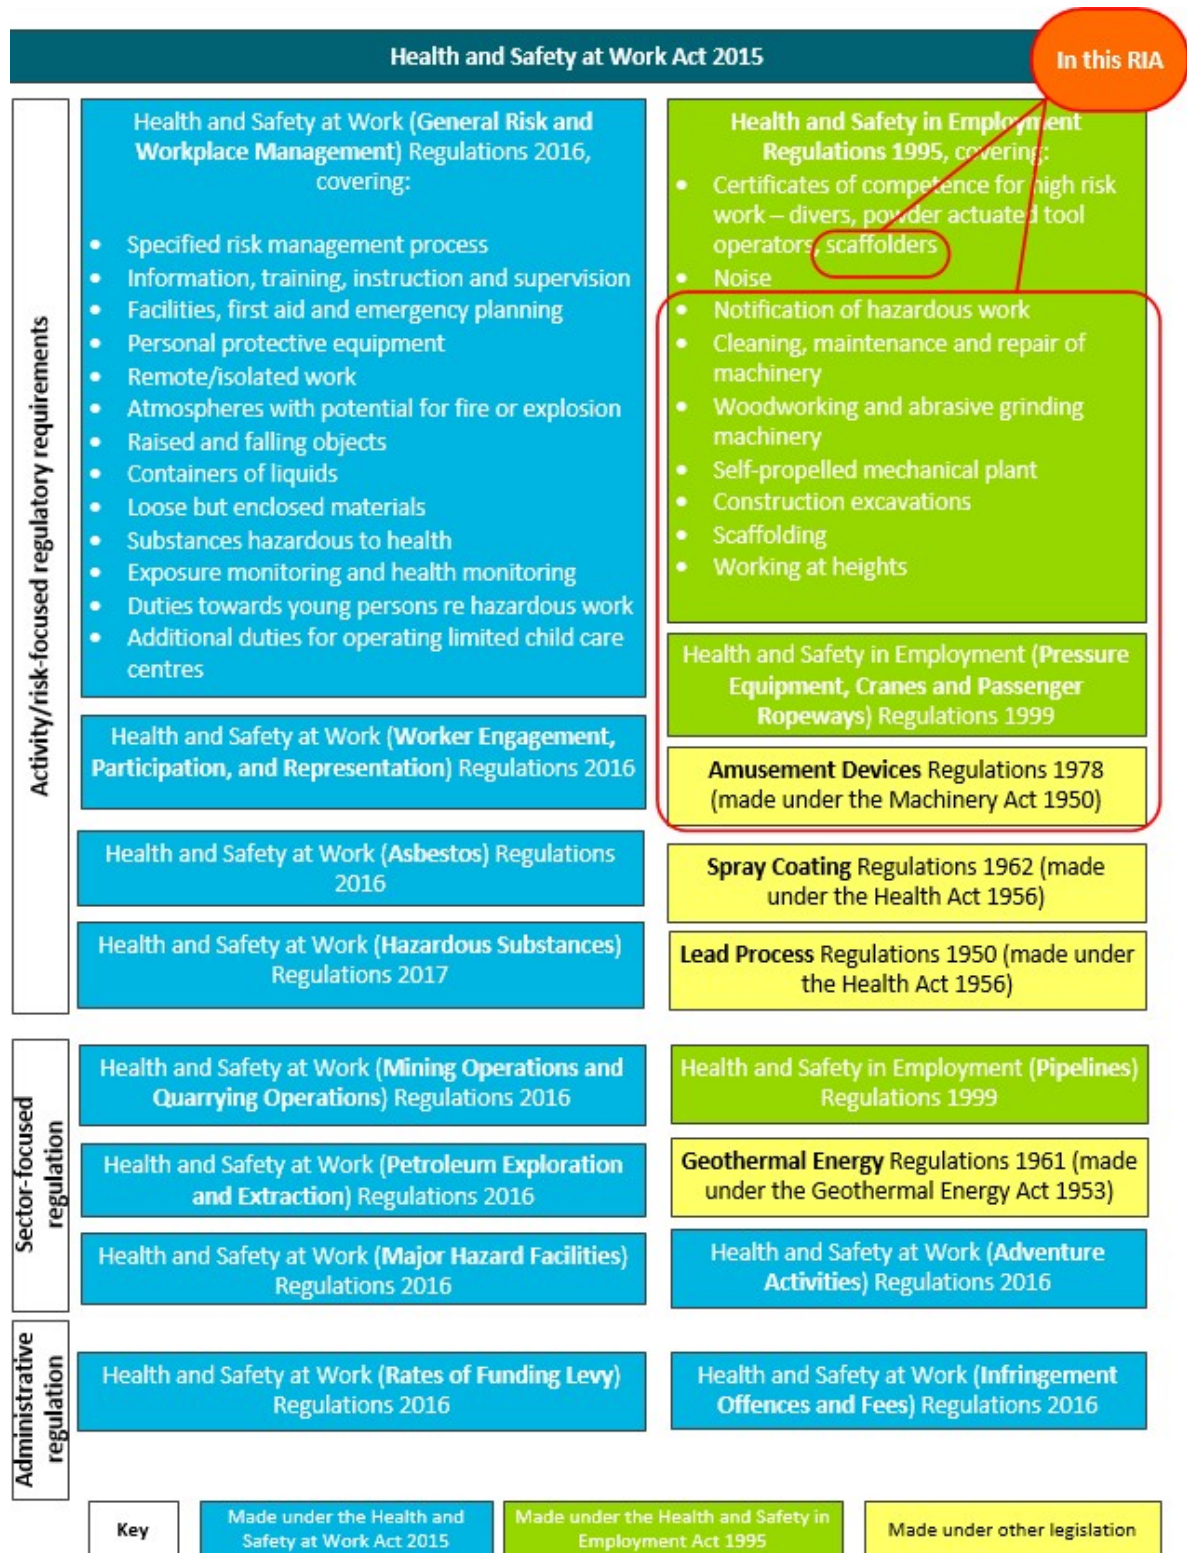 Health and Safety at Work Act 2015
In this RIA
Activity/risk-focused regulatory requirements
Health and Safety at Work (General Risk and
Workplace Management) Regulations 2016,
covering:
• Specified risk management process
• Information, training, instruction and supervision
• Facilities, first aid and emergency planning
• Personal protective equipment
• Remote/isolated work
• Atmospheres with potential for fire or explosion
• Raised and falling objects
• Containers of liquids
• Loose but enclosed materials
• Substances hazardous to health
• Exposure monitoring and health monitoring
• Duties towards young persons re hazardous work
• Additional duties for operating limited child care
centres
Health and Safety at Work (Worker Engagement,
Participation, and Representation) Regulations 2016
Health and Safety at Work (Asbestos) Regulations
2016
Health and Safety at Work (Hazardous Substances)
Regulations 2017
Health and Safety in Employment
Regulations 1995, covering:
• Certificates of competence for high risk
work – divers, powder actuated tool
operators, scaffolders
• Noise
• Notification of hazardous work
• Cleaning, maintenance and repair of
machinery
• Woodworking and abrasive grinding
machinery
• Self-propelled mechanical plant
• Construction excavations
• Scaffolding
• Working at heights
Health and Safety in Employment (Pressure
Equipment, Cranes and Passenger
Ropeways) Regulations 1999
Amusement Devices Regulations 1978
(made under the Machinery Act 1950)
Spray Coating Regulations 1962 (made
under the Health Act 1956)
Lead Process Regulations 1950 (made under
the Health Act 1956)
Sector-focused
regulation
Health and Safety at Work (Mining Operations and
Quarrying Operations) Regulations 2016
Health and Safety at Work (Petroleum Exploration
and Extraction) Regulations 2016
Health and Safety at Work (Major Hazard Facilities)
Regulations 2016
Health and Safety in Employment (Pipelines)
Regulations 1999
Geothermal Energy Regulations 1961 (made
under the Geothermal Energy Act 1953)
Health and Safety at Work (Adventure
Activities) Regulations 2016
Administrative
regulation
Health and Safety at Work (Rates of Funding Levy)
Regulations 2016
Health and Safety at Work (Infringement
Offences and Fees) Regulations 2016
Key
Made under the Health and
Safety at Work Act 2015
Made under the Health and Safety in
Employment Act 1995
Made under other legislation